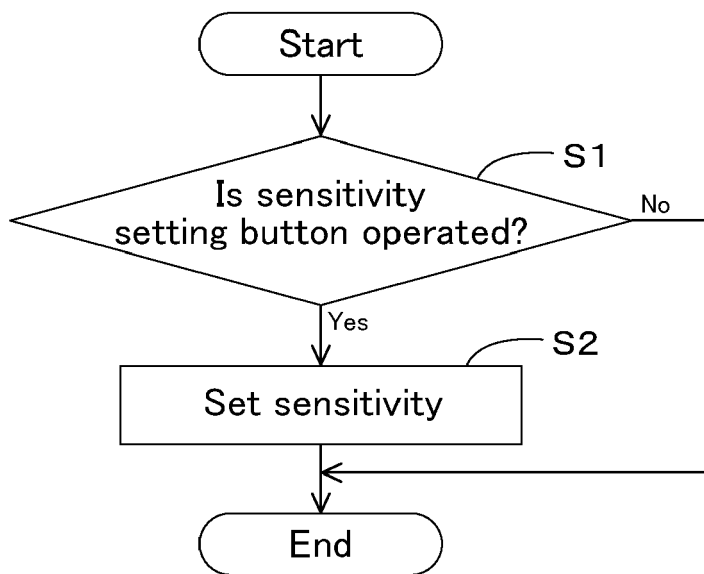 Start
S1
Is sensitivity
setting button operated?
No
Yes
S2
Set sensitivity
End